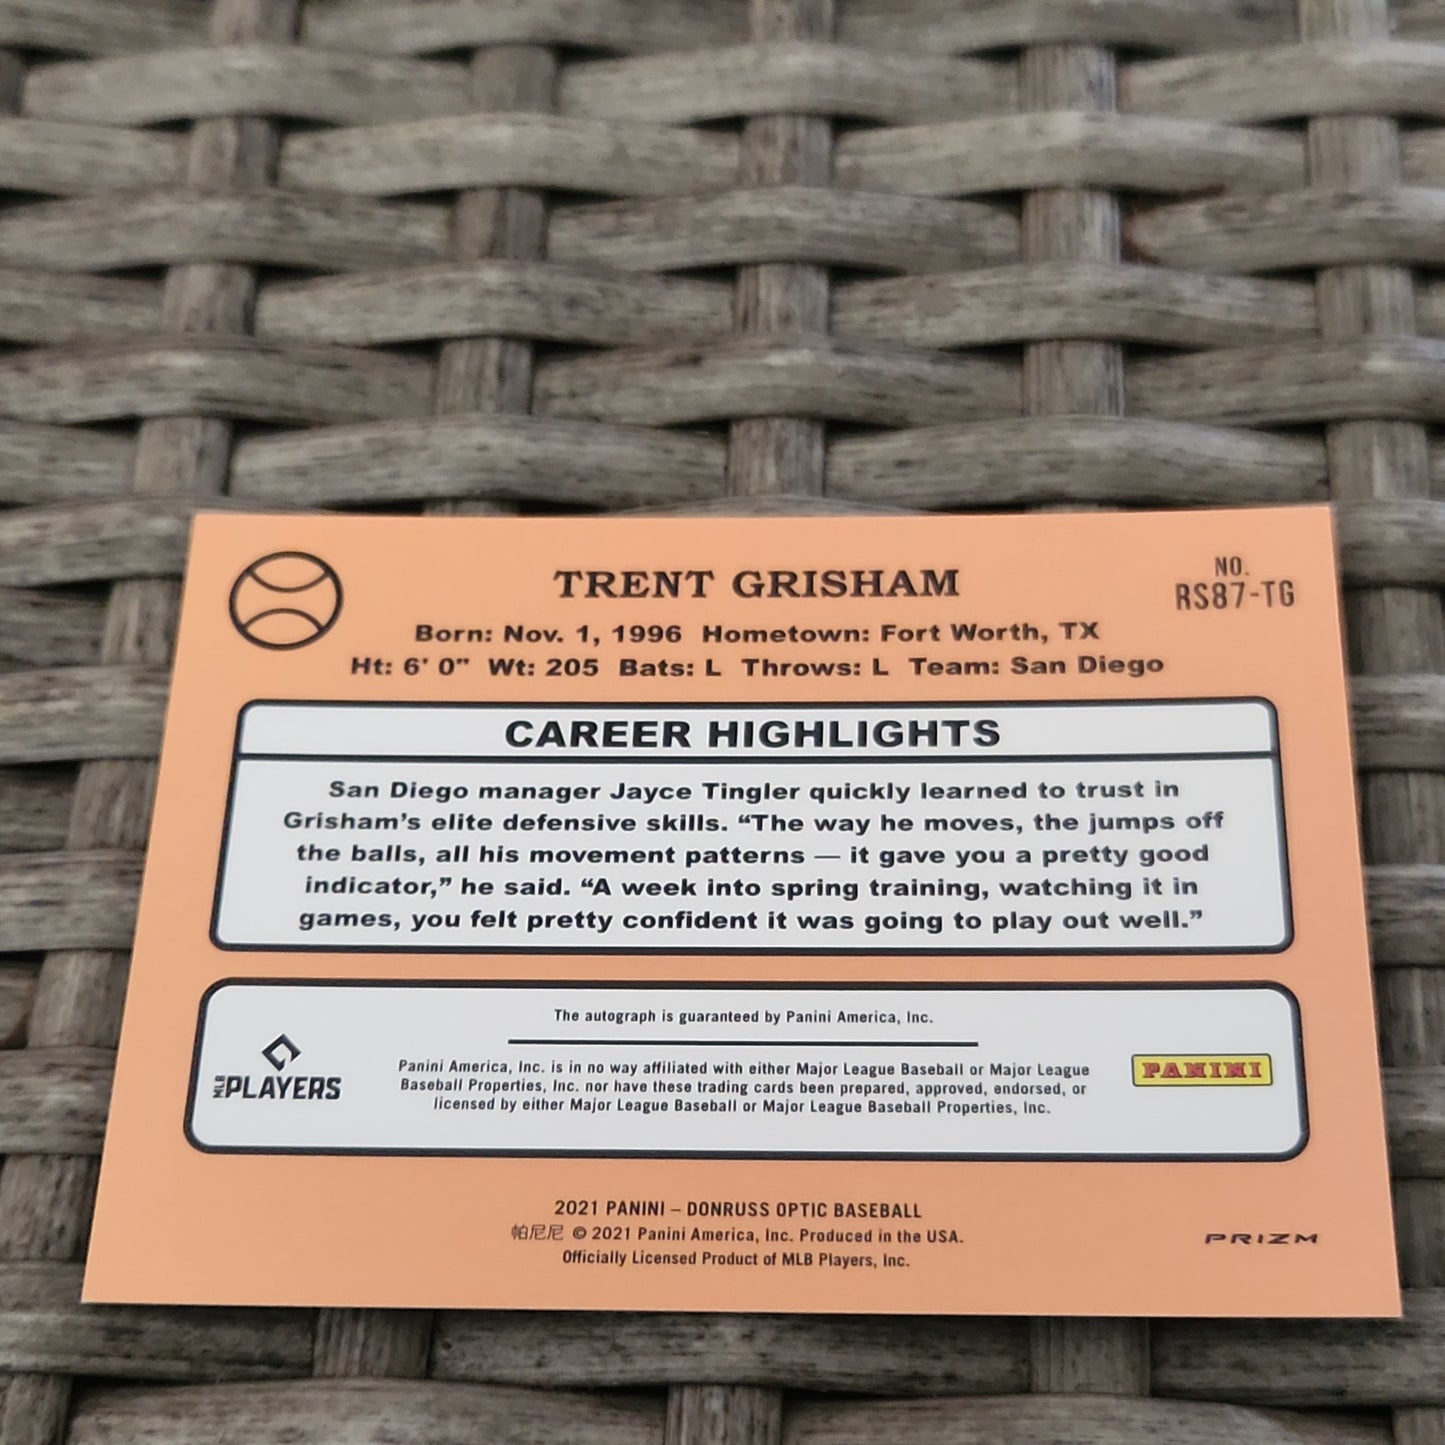 TRENT GRISHAM
NO.
RS87-TG
Born: Nov. 1, 1996 Hometown: Fort Worth, TX
Ht: 6' 0" Wt: 205 Bats: L Throws: L Team: San Diego
CAREER HIGHLIGHTS
San Diego manager Jayce Tingler quickly learned to trust in
Grisham’s elite defensive skills. “The way he moves, the jumps off
the balls, all his movement patterns — it gave you a pretty good
indicator,” he said. “A week into spring training, watching it in
games, you felt pretty confident it was going to play out well.”
The autograph is guaranteed by Panini America, Inc.
MLB PLAYERS
Panini America, Inc. is in no way affiliated with either Major League Baseball or Major League
Baseball Properties, Inc. nor have these trading cards been prepared, approved, endorsed, or
licensed by either Major League Baseball or Major League Baseball Properties, Inc.
PANINI
2021 PANINI – DONRUSS OPTIC BASEBALL
帕尼尼 © 2021 Panini America, Inc. Produced in the USA.
Officially Licensed Product of MLB Players, Inc.
PRIZM